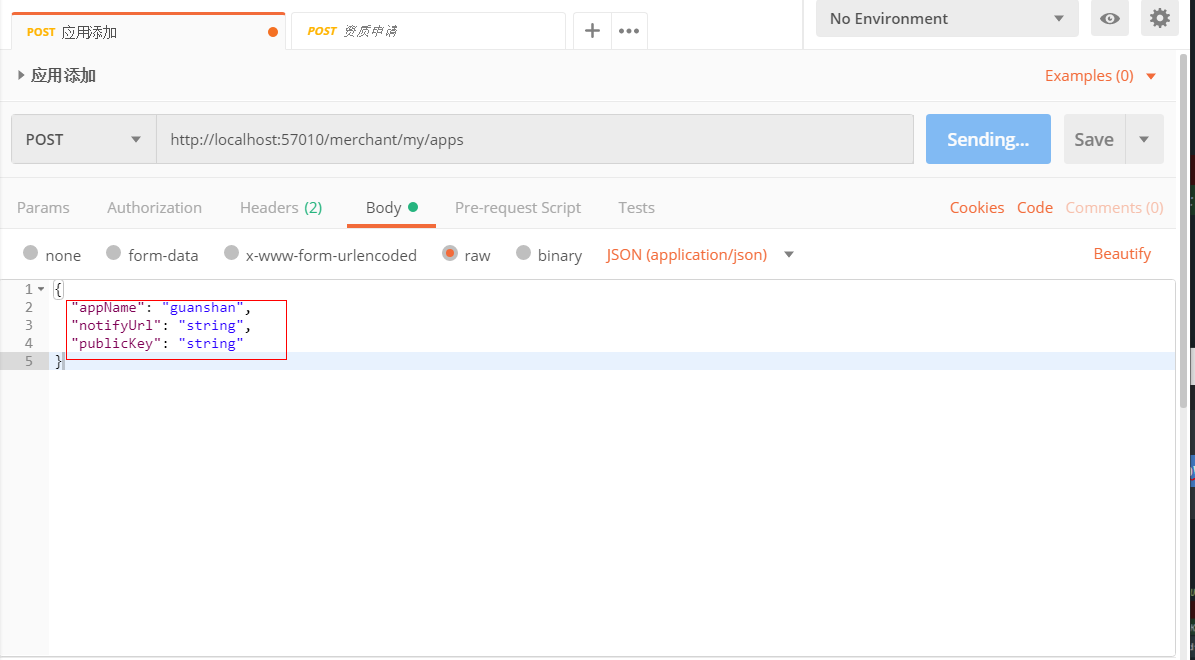 POST 应用添加
POST 资质申请
No Environment
应用添加
Examples (0)
POST
http://localhost:57010/merchant/my/apps
Sending...
Save
Params
Authorization
Headers (2)
Body
Pre-request Script
Tests
Cookies
Code
Comments (0)
none
form-data
x-www-form-urlencoded
raw
binary
JSON (application/json)
Beautify
1 {
2 "appName": "guanshan",
3 "notifyUrl": "string",
4 "publicKey": "string"
5 }